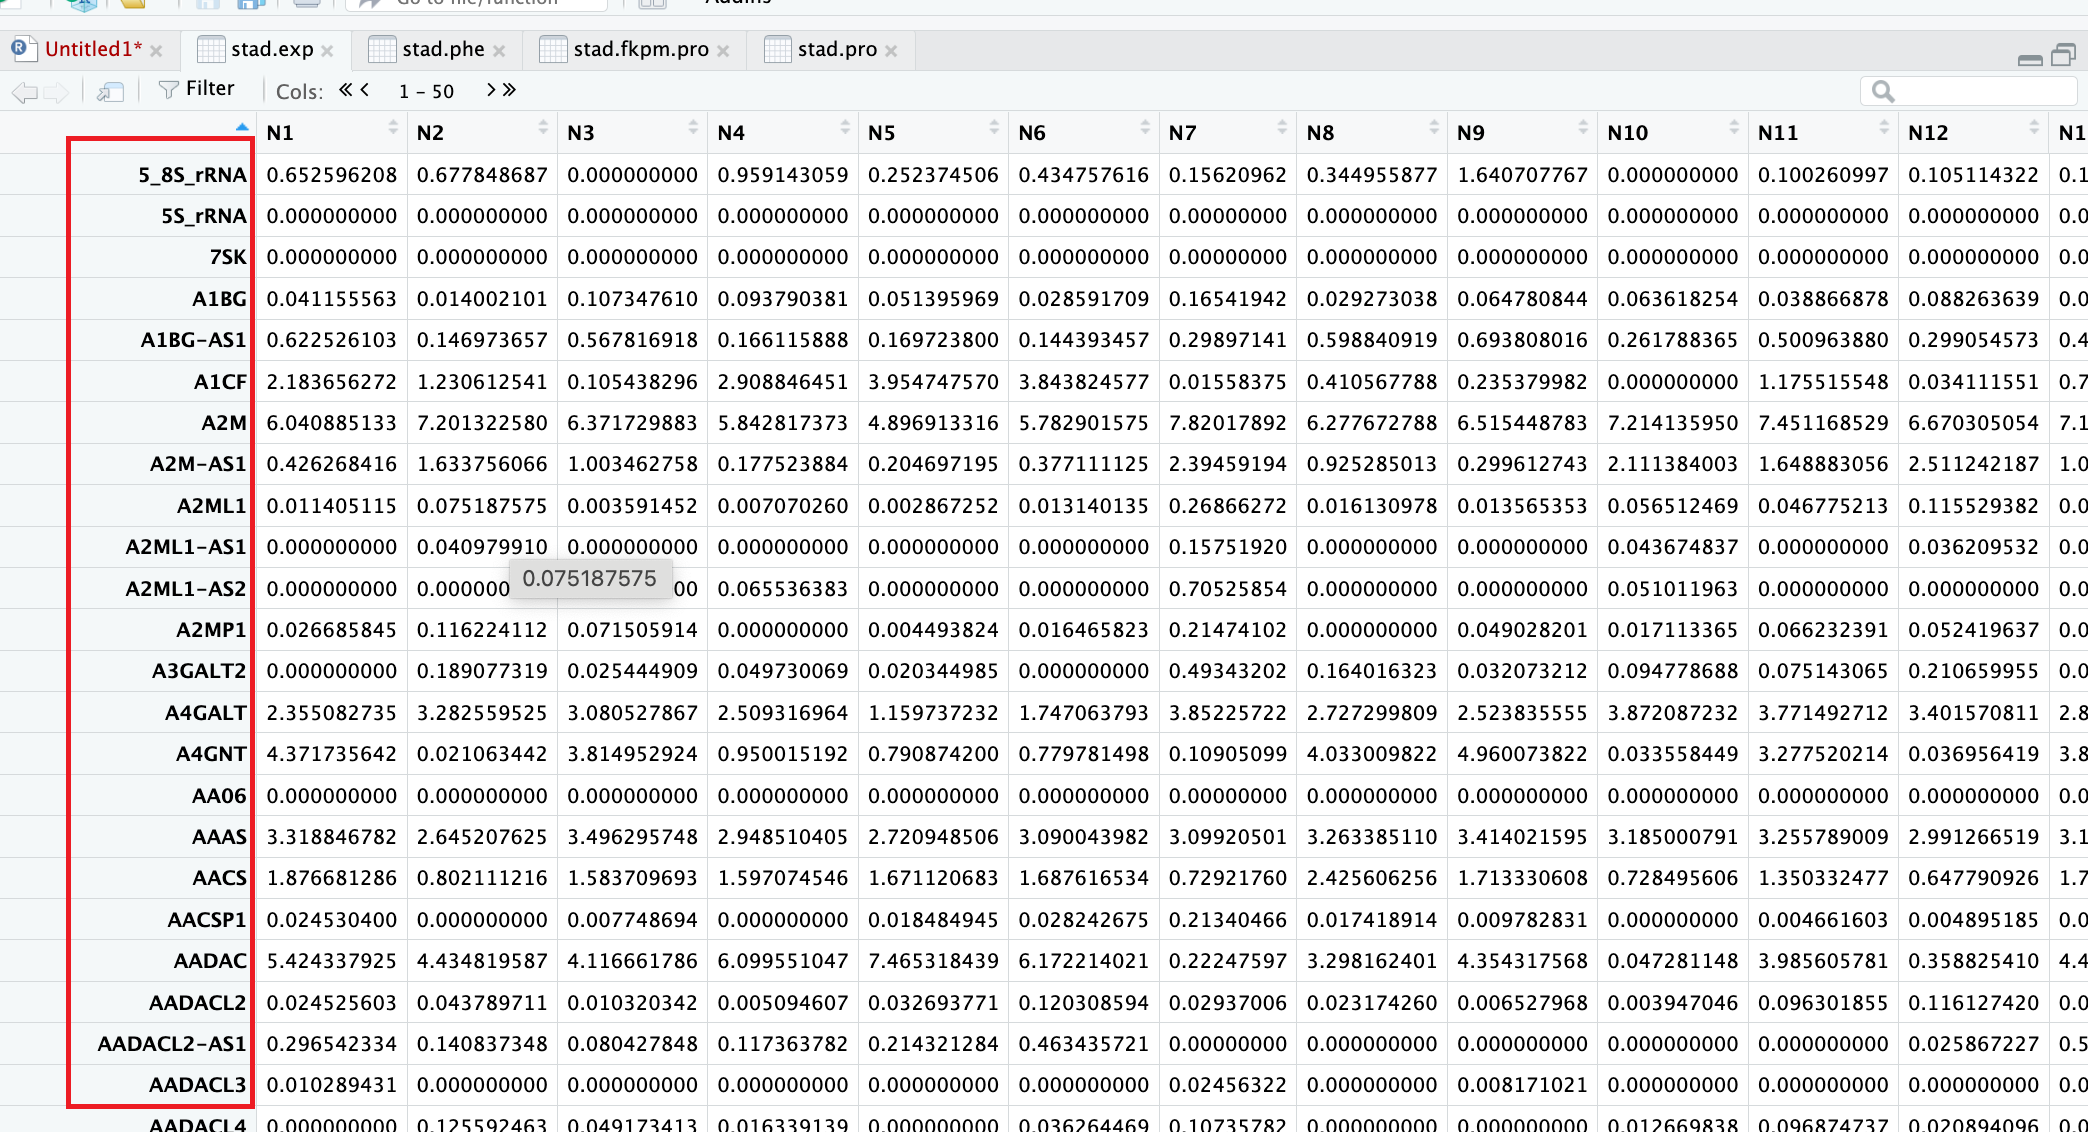 Go to file/function Addins
Untitled1* × stad.exp × stad.phe × stad.fkpm.pro × stad.pro ×
Filter Cols: « < 1 - 50 > »
N1 N2 N3 N4 N5 N6 N7 N8 N9 N10 N11 N12 N1
5_8S_rRNA 0.652596208 0.677848687 0.000000000 0.959143059 0.252374506 0.434757616 0.15620962 0.344955877 1.640707767 0.000000000 0.100260997 0.105114322 0.1
5S_rRNA 0.000000000 0.000000000 0.000000000 0.000000000 0.000000000 0.000000000 0.00000000 0.000000000 0.000000000 0.000000000 0.000000000 0.000000000 0.0
7SK 0.000000000 0.000000000 0.000000000 0.000000000 0.000000000 0.000000000 0.00000000 0.000000000 0.000000000 0.000000000 0.000000000 0.000000000 0.0
A1BG 0.041155563 0.014002101 0.107347610 0.093790381 0.051395969 0.028591709 0.16541942 0.029273038 0.064780844 0.063618254 0.038866878 0.088263639 0.0
A1BG-AS1 0.622526103 0.146973657 0.567816918 0.166115888 0.169723800 0.144393457 0.29897141 0.598840919 0.693808016 0.261788365 0.500963880 0.299054573 0.4
A1CF 2.183656272 1.230612541 0.105438296 2.908846451 3.954747570 3.843824577 0.01558375 0.410567788 0.235379982 0.000000000 1.175515548 0.034111551 0.7
A2M 6.040885133 7.201322580 6.371729883 5.842817373 4.896913316 5.782901575 7.82017892 6.277672788 6.515448783 7.214135950 7.451168529 6.670305054 7.1
A2M-AS1 0.426268416 1.633756066 1.003462758 0.177523884 0.204697195 0.377111125 2.39459194 0.925285013 0.299612743 2.111384003 1.648883056 2.511242187 1.0
A2ML1 0.011405115 0.075187575 0.003591452 0.007070260 0.002867252 0.013140135 0.26866272 0.016130978 0.013565353 0.056512469 0.046775213 0.115529382 0.0
A2ML1-AS1 0.000000000 0.040979910 0.000000000 0.000000000 0.000000000 0.000000000 0.15751920 0.000000000 0.000000000 0.043674837 0.000000000 0.036209532 0.0
0.075187575
A2ML1-AS2 0.000000000 0.00000 00 0.065536383 0.000000000 0.000000000 0.70525854 0.000000000 0.000000000 0.051011963 0.000000000 0.000000000 0.0
A2MP1 0.026685845 0.116224112 0.071505914 0.000000000 0.004493824 0.016465823 0.21474102 0.000000000 0.049028201 0.017113365 0.066232391 0.052419637 0.0
A3GALT2 0.000000000 0.189077319 0.025444909 0.049730069 0.020344985 0.000000000 0.49343202 0.164016323 0.032073212 0.094778688 0.075143065 0.210659955 0.0
A4GALT 2.355082735 3.282559525 3.080527867 2.509316964 1.159737232 1.747063793 3.85225722 2.727299809 2.523835555 3.872087232 3.771492712 3.401570811 2.8
A4GNT 4.371735642 0.021063442 3.814952924 0.950015192 0.790874200 0.779781498 0.10905099 4.033009822 4.960073822 0.033558449 3.277520214 0.036956419 3.8
AA06 0.000000000 0.000000000 0.000000000 0.000000000 0.000000000 0.000000000 0.00000000 0.000000000 0.000000000 0.000000000 0.000000000 0.000000000 0.0
AAAS 3.318846782 2.645207625 3.496295748 2.948510405 2.720948506 3.090043982 3.09920501 3.263385110 3.414021595 3.185000791 3.255789009 2.991266519 3.1
AACS 1.876681286 0.802111216 1.583709693 1.597074546 1.671120683 1.687616534 0.72921760 2.425606256 1.713330608 0.728495606 1.350332477 0.647790926 1.7
AACSP1 0.024530400 0.000000000 0.007748694 0.000000000 0.018484945 0.028242675 0.21340466 0.017418914 0.009782831 0.000000000 0.004661603 0.004895185 0.0
AADAC 5.424337925 4.434819587 4.116661786 6.099551047 7.465318439 6.172214021 0.22247597 3.298162401 4.354317568 0.047281148 3.985605781 0.358825410 4.4
AADACL2 0.024525603 0.043789711 0.010320342 0.005094607 0.032693771 0.120308594 0.02937006 0.023174260 0.006527968 0.003947046 0.096301855 0.116127420 0.0
AADACL2-AS1 0.296542334 0.140837348 0.080427848 0.117363782 0.214321284 0.463435721 0.00000000 0.000000000 0.000000000 0.000000000 0.000000000 0.025867227 0.5
AADACL3 0.010289431 0.000000000 0.000000000 0.000000000 0.000000000 0.000000000 0.02456322 0.000000000 0.008171021 0.000000000 0.000000000 0.000000000 0.0
AADACL4 0.000000000 0.125592463 0.049173413 0.016339139 0.000000000 0.036264469 0.10735782 0.000000000 0.000000000 0.012669838 0.096874737 0.020894096 0.0